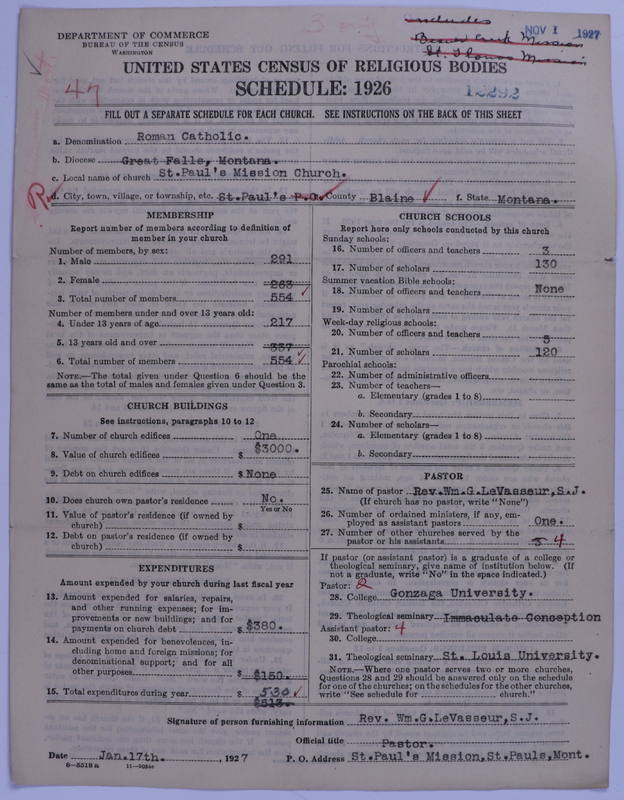 includes
Beaver Creek Mission
St. Thomas Mission
NOV 1 1927
DEPARTMENT OF COMMERCE
BUREAU OF THE CENSUS
WASHINGTON
UNITED STATES CENSUS OF RELIGIOUS BODIES
SCHEDULE: 1926
47
12292
FILL OUT A SEPARATE SCHEDULE FOR EACH CHURCH. SEE INSTRUCTIONS ON THE BACK OF THIS SHEET
a. Denomination Roman Catholic.
b. Diocese Great Falls, Montana.
c. Local name of church St.Paul's Mission Church.
d. City, town, village, or township, etc. St.Paul's P.O. County Blaine f. State Montana.
MEMBERSHIP
Report number of members according to definition of
member in your church
Number of members, by sex:
1. Male 291
2. Female 263
3. Total number of members 554
Number of members under and over 13 years old:
4. Under 13 years of age 217
5. 13 years old and over 337
6. Total number of members 554
NOTE.—The total given under Question 6 should be the
same as the total of males and females given under Question 3.
CHURCH BUILDINGS
See instructions, paragraphs 10 to 12
7. Number of church edifices One
8. Value of church edifices $ $3000.
9. Debt on church edifices $ None
10. Does church own pastor's residence No.
Yes or No
11. Value of pastor's residence (if owned by
church) $
12. Debt on pastor's residence (if owned by
church) $
EXPENDITURES
Amount expended by your church during last fiscal year
13. Amount expended for salaries, repairs,
and other running expenses; for im-
provements or new buildings; and for
payments on church debt $ $380.
14. Amount expended for benevolences, in-
cluding home and foreign missions; for
denominational support; and for all
other purposes $ $150.
15. Total expenditures during year $ 530
$513.
CHURCH SCHOOLS
Report here only schools conducted by this church
Sunday schools:
16. Number of officers and teachers 3
17. Number of scholars 130
Summer vacation Bible schools:
18. Number of officers and teachers None
19. Number of scholars
Week-day religious schools:
20. Number of officers and teachers 5
21. Number of scholars 120
Parochial schools:
22. Number of administrative officers
23. Number of teachers—
a. Elementary (grades 1 to 8)
b. Secondary
24. Number of scholars—
a. Elementary (grades 1 to 8)
b. Secondary
PASTOR
25. Name of pastor Rev.Wm.G.LeVasseur,S.J.
(If church has no pastor, write "None")
26. Number of ordained ministers, if any, em-
ployed as assistant pastors One.
27. Number of other churches served by the
pastor or his assistants 5 4
If pastor (or assistant pastor) is a graduate of a college or
theological seminary, give name of institution below. (If
not a graduate, write "No" in the space indicated.)
Pastor: 2
28. College Gonzaga University.
29. Theological seminary Immaculate Conception
Assistant pastor: 4
30. College
31. Theological seminary St. Louis University.
NOTE.—Where one pastor serves two or more churches,
Questions 28 and 29 should be answered only on the schedule
for one of the churches; on the schedules for the other churches,
write "See schedule for church."
Signature of person furnishing information Rev. Wm.G.LeVasseur,S.J.
Official title Pastor.
Date Jan.17th. , 1927 P. O. Address St.Paul's Mission,St.Pauls,Mont.
8-5518a 11-9034